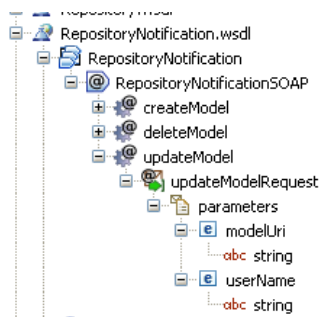 RepositoryNotification.wsdl
RepositoryNotification
RepositoryNotificationSOAP
createModel
deleteModel
updateModel
updateModelRequest
parameters
e modelUri
abc string
e userName
abc string